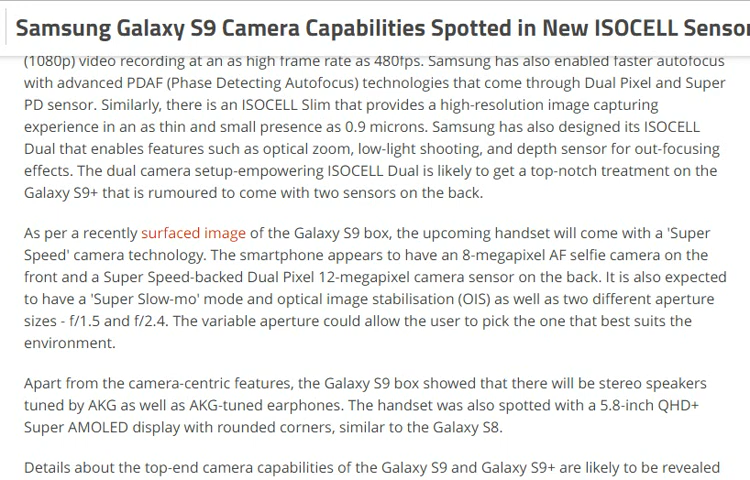 Samsung Galaxy S9 Camera Capabilities Spotted in New ISOCELL Sensor
(1080p) video recording at an as high frame rate as 480fps. Samsung has also enabled faster autofocus
with advanced PDAF (Phase Detecting Autofocus) technologies that come through Dual Pixel and Super
PD sensor. Similarly, there is an ISOCELL Slim that provides a high-resolution image capturing
experience in an as thin and small presence as 0.9 microns. Samsung has also designed its ISOCELL
Dual that enables features such as optical zoom, low-light shooting, and depth sensor for out-focusing
effects. The dual camera setup-empowering ISOCELL Dual is likely to get a top-notch treatment on the
Galaxy S9+ that is rumoured to come with two sensors on the back.
As per a recently surfaced image of the Galaxy S9 box, the upcoming handset will come with a 'Super
Speed' camera technology. The smartphone appears to have an 8-megapixel AF selfie camera on the
front and a Super Speed-backed Dual Pixel 12-megapixel camera sensor on the back. It is also expected
to have a 'Super Slow-mo' mode and optical image stabilisation (OIS) as well as two different aperture
sizes - f/1.5 and f/2.4. The variable aperture could allow the user to pick the one that best suits the
environment.
Apart from the camera-centric features, the Galaxy S9 box showed that there will be stereo speakers
tuned by AKG as well as AKG-tuned earphones. The handset was also spotted with a 5.8-inch QHD+
Super AMOLED display with rounded corners, similar to the Galaxy S8.
Details about the top-end camera capabilities of the Galaxy S9 and Galaxy S9+ are likely to be revealed